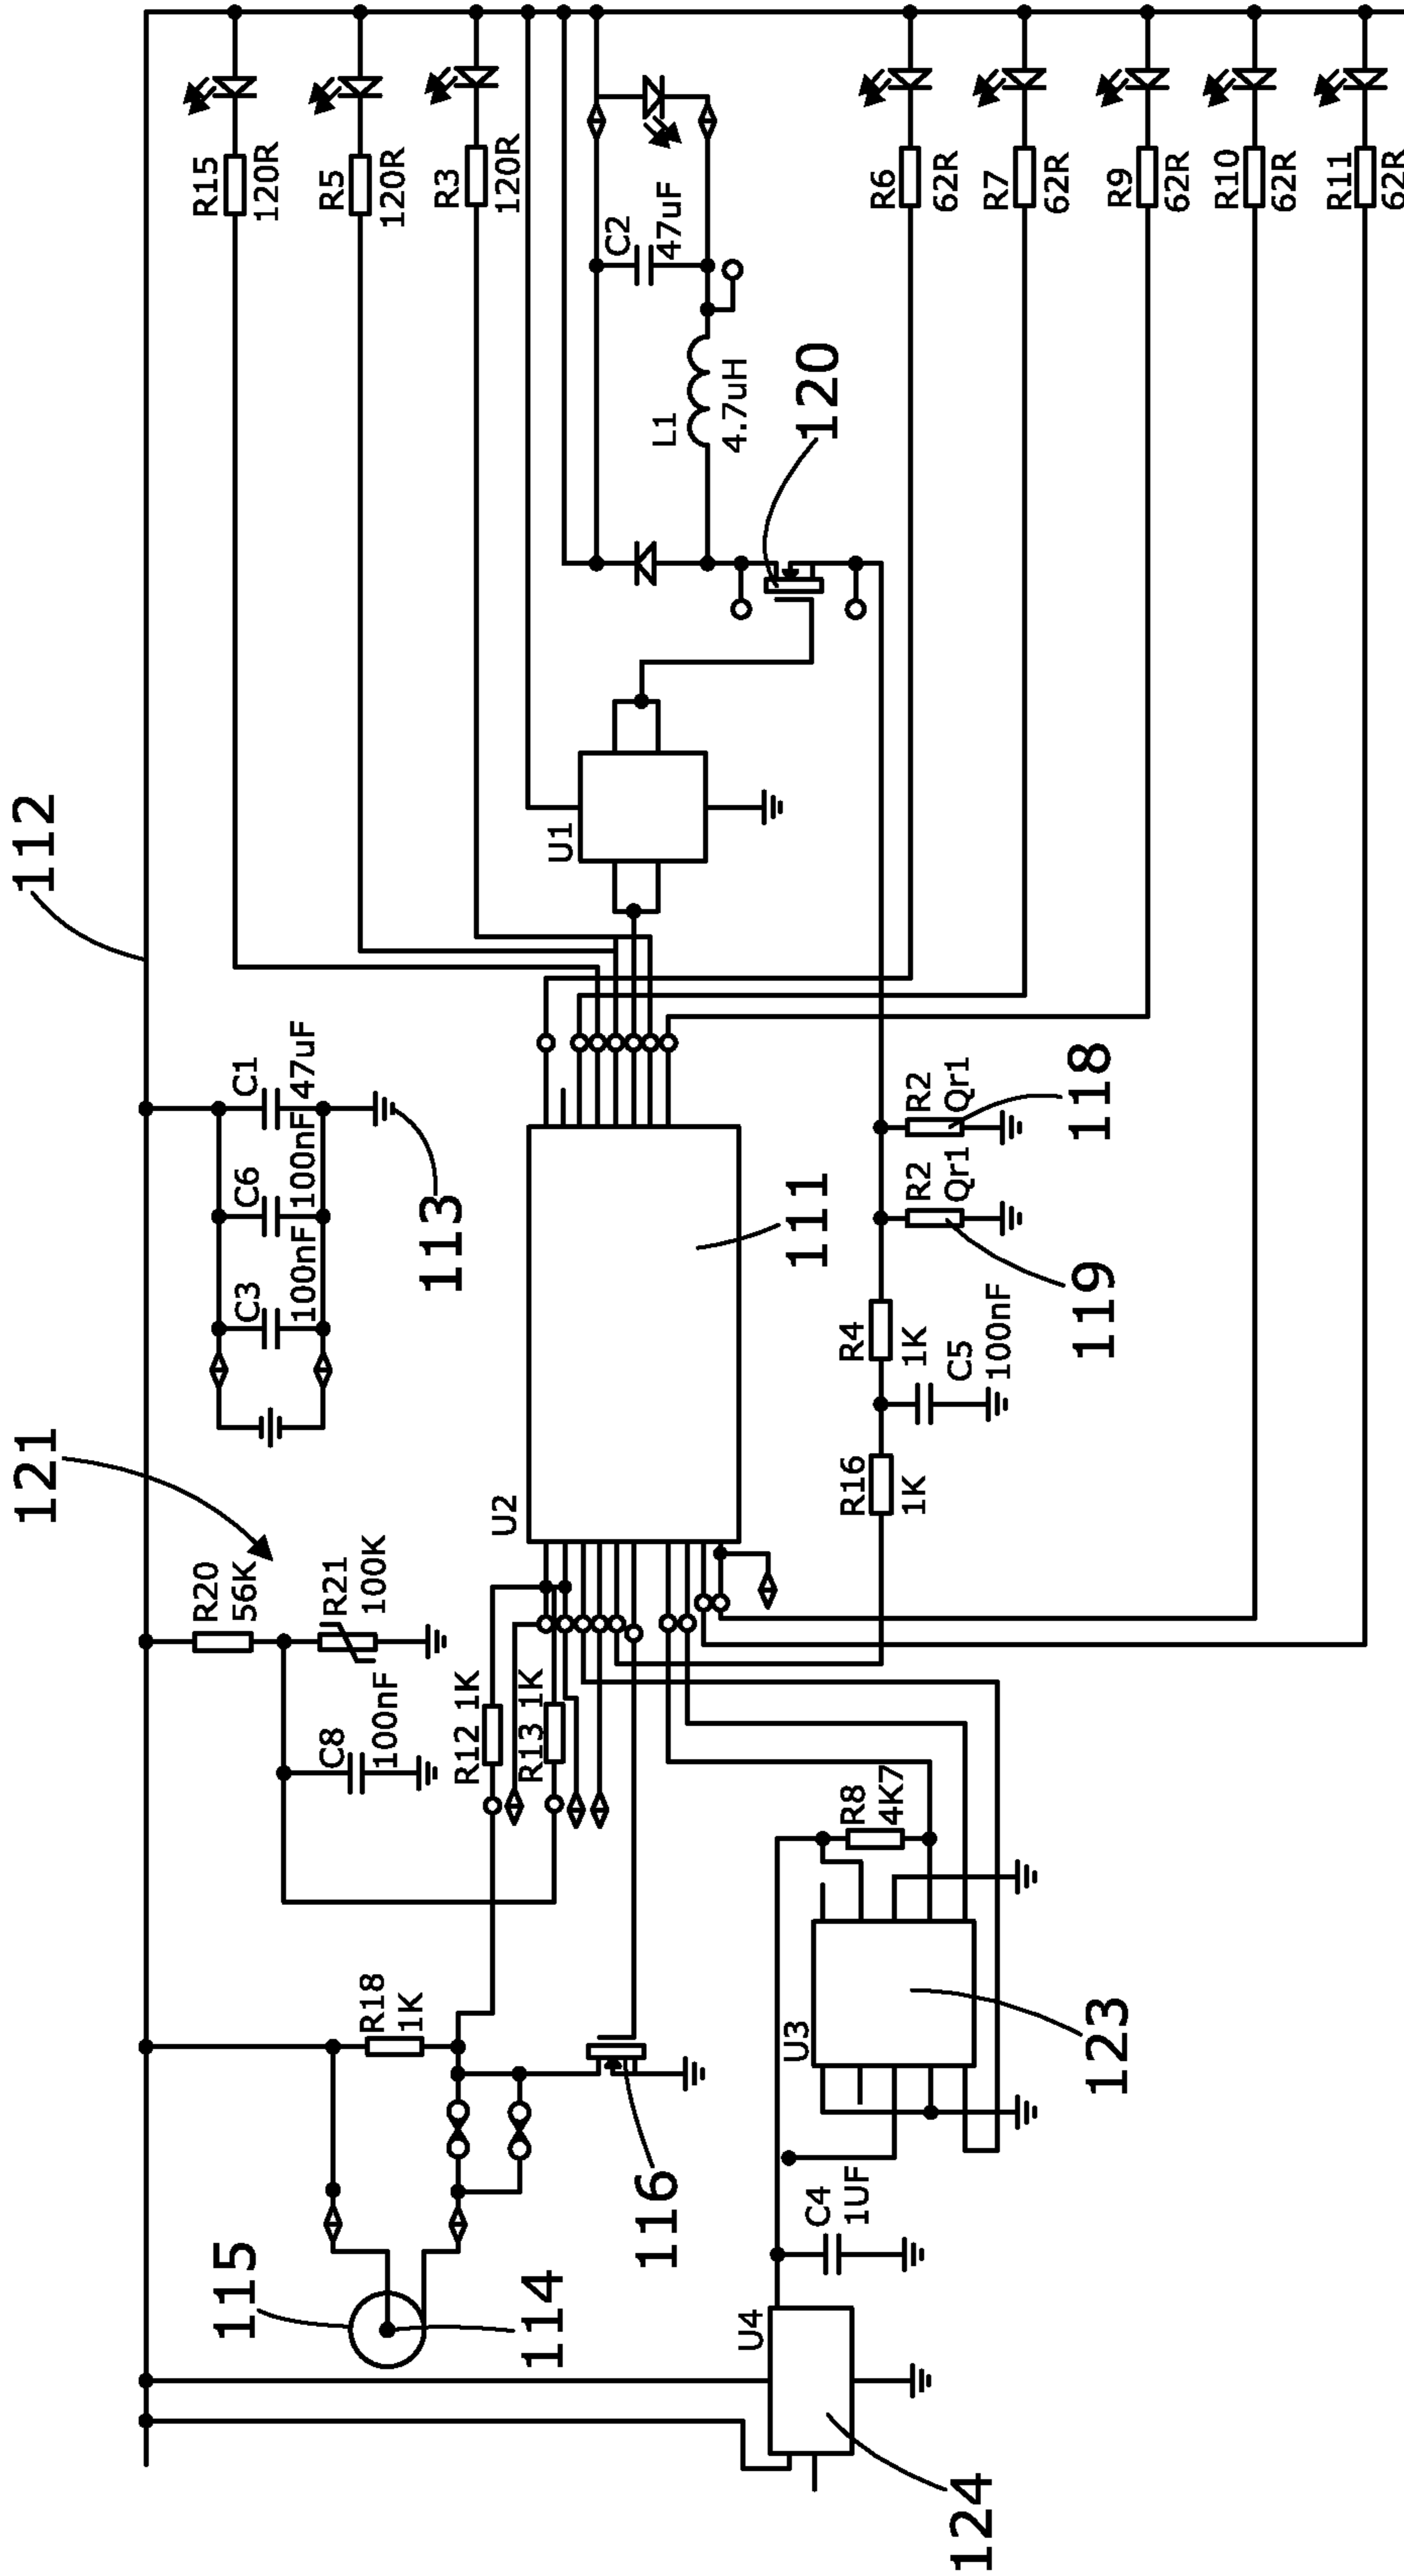 112
121
R15
120R
R5
120R
R3
120R
C1
47uF
C6
100nF
C3
100nF
113
R20
56K
R21
100K
C8
100nF
R18
1K
115
114
R12 1K
R13 1K
116
U2
111
U1
C2
47uF
L1
4.7uH
120
R6
62R
R7
62R
R9
62R
R10
62R
R11
62R
R2
Qr1
118
R2
Qr1
119
R4
1K
C5
100nF
R16
1K
R8
4K7
U3
123
C4
1UF
U4
124